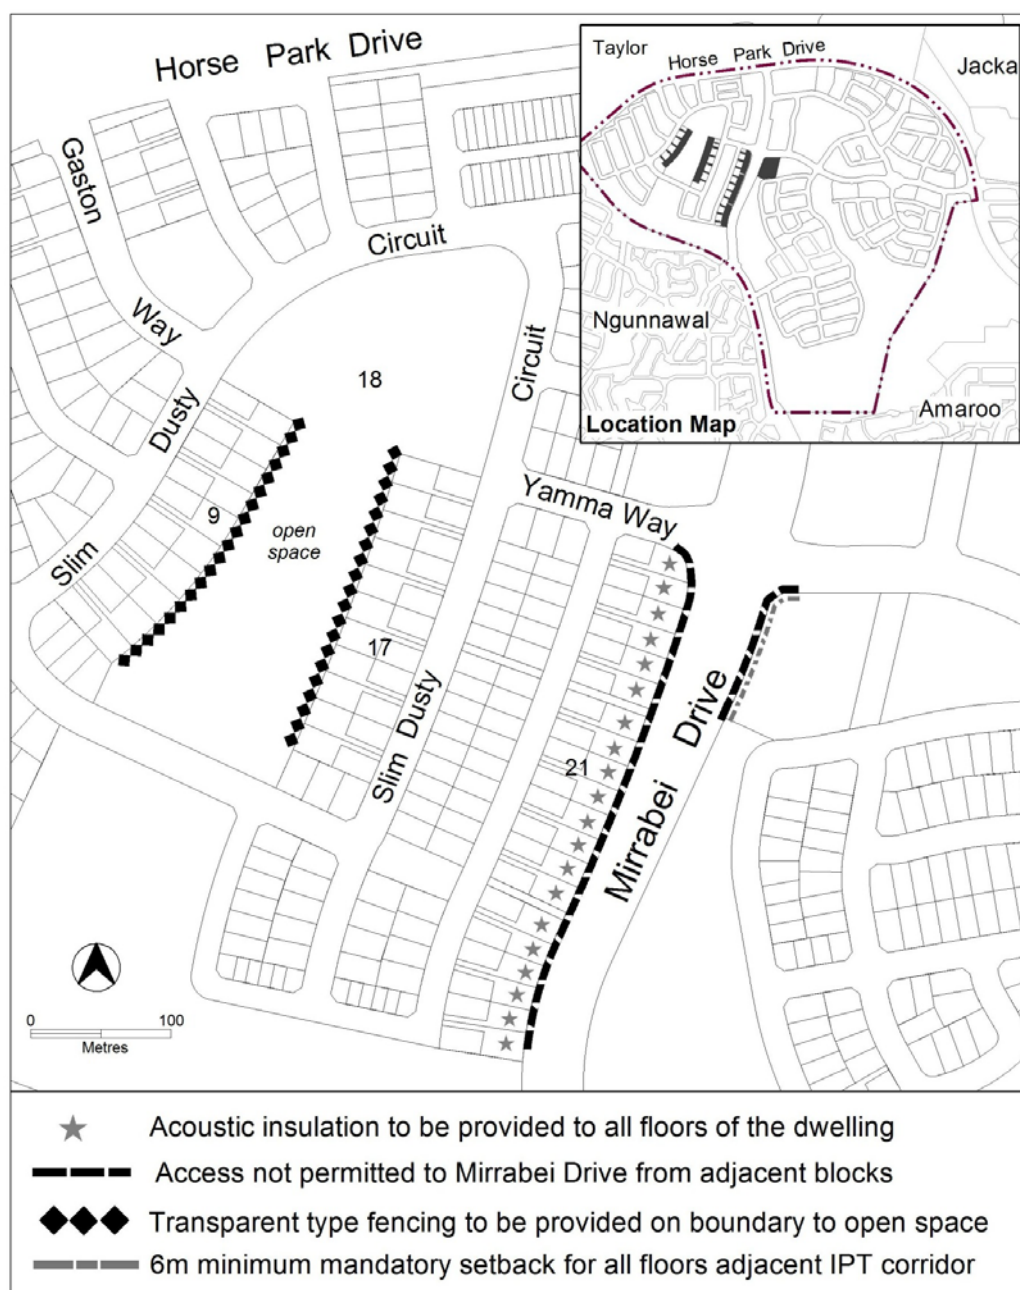 Horse Park Drive
Gaston
Way
Circuit
Circuit
18
Dusty
Slim
9
open
space
Yamma Way
17
Slim Dusty
21
Mirrabei Drive
0 100
Metres
Taylor
Horse Park Drive
Jacka
Ngunnawal
Amaroo
Location Map
Acoustic insulation to be provided to all floors of the dwelling
Access not permitted to Mirrabei Drive from adjacent blocks
Transparent type fencing to be provided on boundary to open space
6m minimum mandatory setback for all floors adjacent IPT corridor